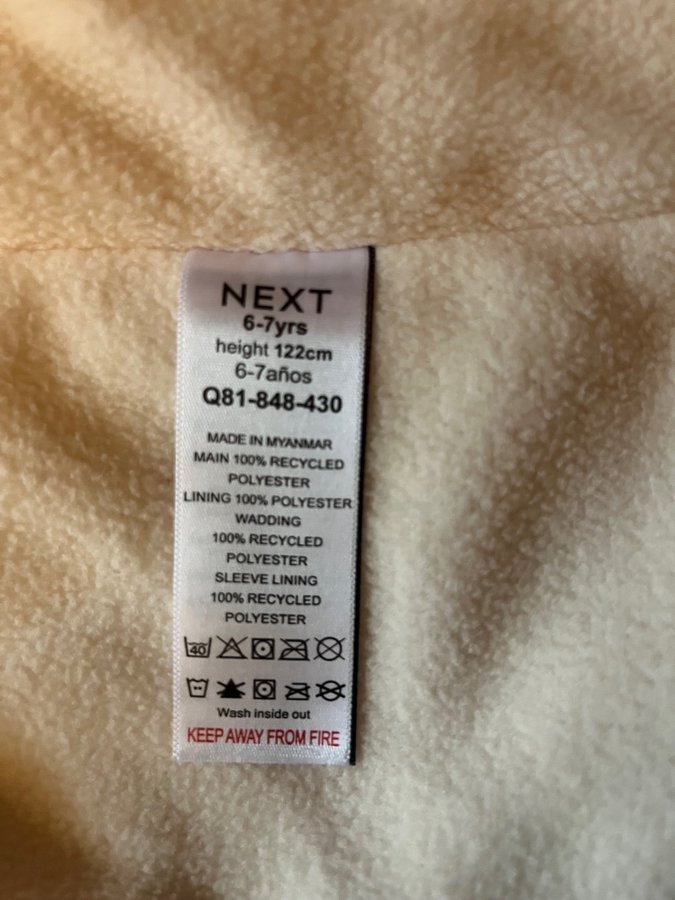 NEXT
6-7yrs
height 122cm
6-7años
Q81-848-430
MADE IN MYANMAR
MAIN 100% RECYCLED
POLYESTER
LINING 100% POLYESTER
WADDING
100% RECYCLED
POLYESTER
SLEEVE LINING
100% RECYCLED
POLYESTER
40
Wash inside out
KEEP AWAY FROM FIRE